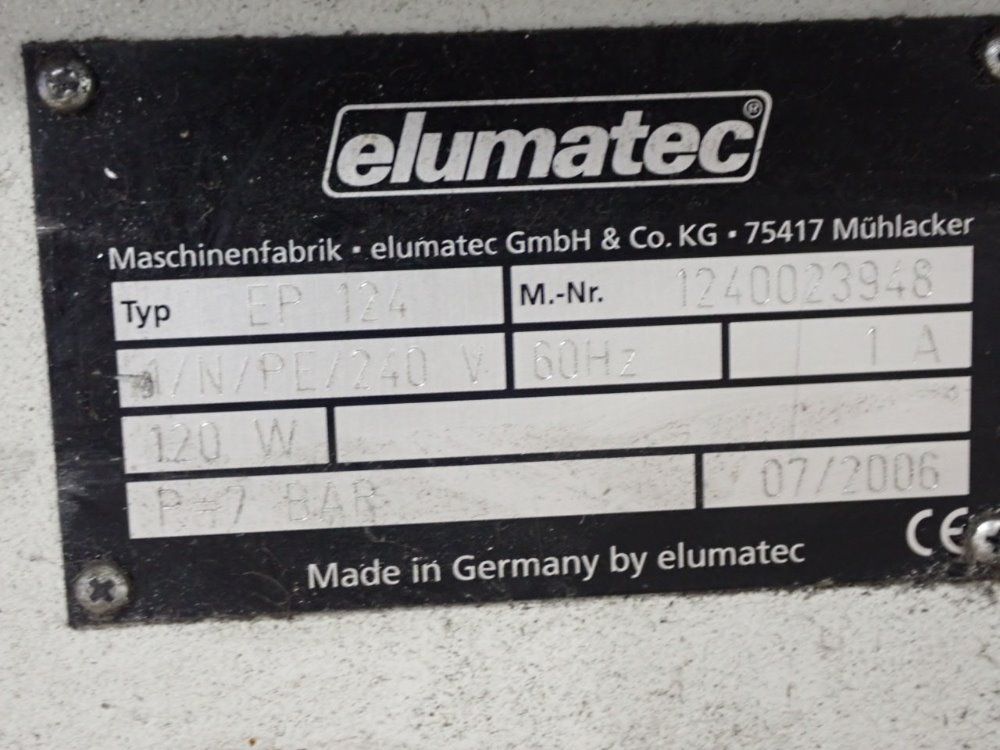 elumatec®
Maschinenfabrik · elumatec GmbH & Co. KG · 75417 Mühlacker
Typ EP 124 M.-Nr. 1240023948
1/N/PE/240 V 60Hz 1 A
120 W
P=7 BAR 07/2006
CE
Made in Germany by elumatec